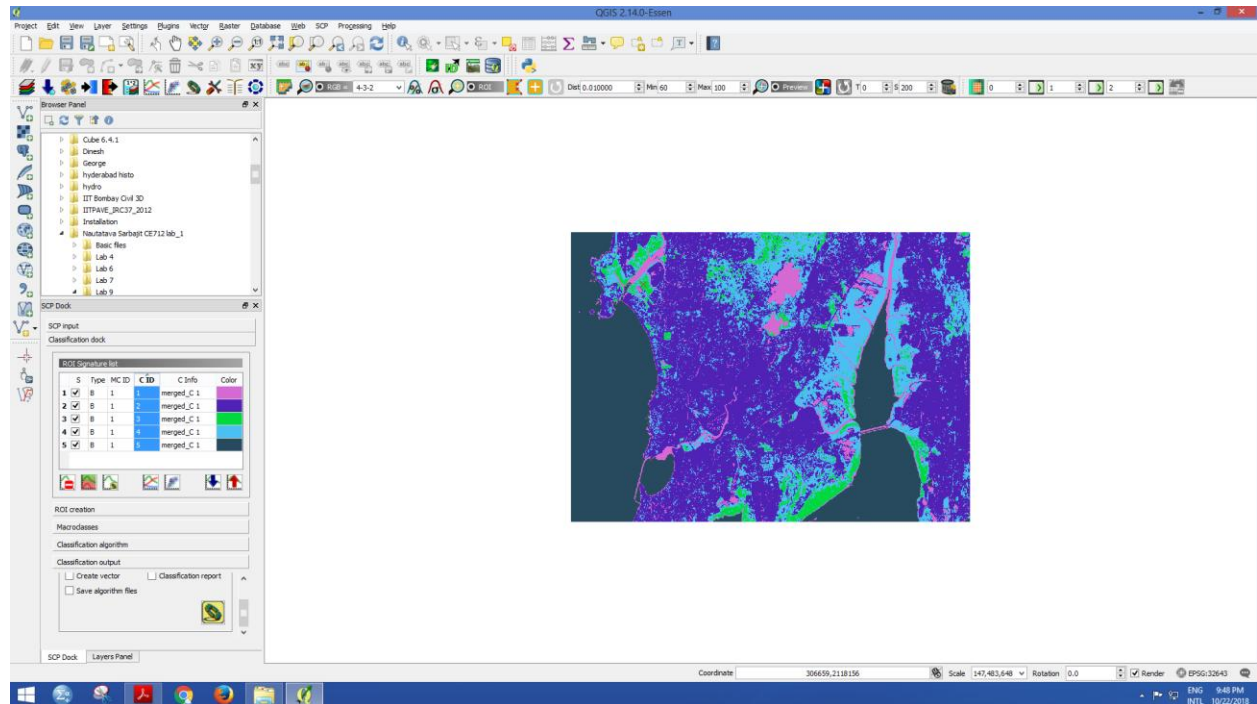 QGIS 2.14.0-Essen
Project Edit View Layer Settings Plugins Vector Raster Database Web SCP Processing Help
RGB = 4-3-2 ROI Dist 0.010000 Min 60 Max 100 Preview T 0 S 200 0 1 2
Browser Panel
Cube 6.4.1
Dinesh
George
hyderabad histo
hydro
IIT Bombay Civil 3D
IITPAVE_IRC37_2012
Installation
Nautatava Sarbajit CE712 lab_1
Basic files
Lab 4
Lab 6
Lab 7
Lab 9
SCP Dock
SCP input
Classification dock
ROI Signature list
S Type MC ID C ID C Info Color
1 B 1 1 merged_C 1
2 B 1 2 merged_C 1
3 B 1 3 merged_C 1
4 B 1 4 merged_C 1
5 B 1 5 merged_C 1
ROI creation
Macroclasses
Classification algorithm
Classification output
Create vector Classification report
Save algorithm files
SCP Dock Layers Panel
Coordinate 306659,2118156 Scale 147,483,648 Rotation 0.0 Render EPSG:32643
ENG 9:48 PM
INTL 10/22/2018